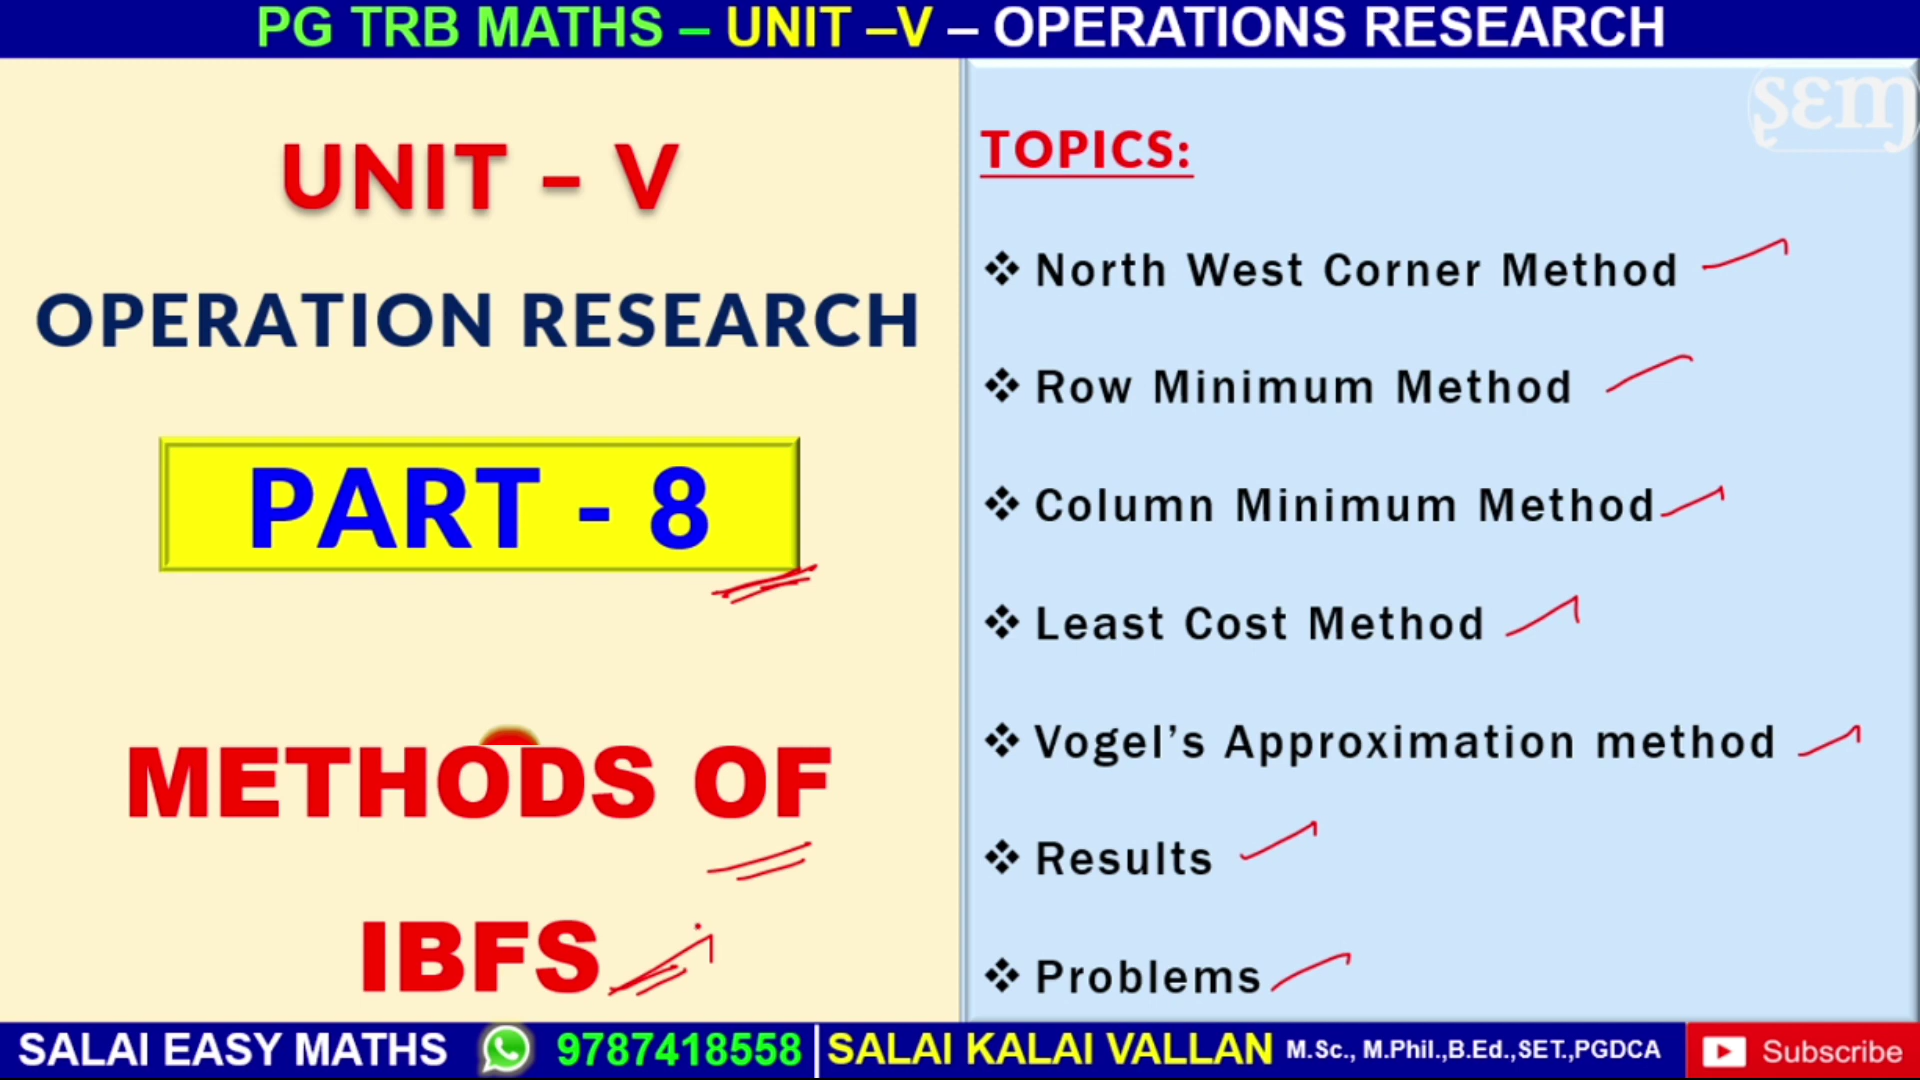 PG TRB MATHS – UNIT –V – OPERATIONS RESEARCH
UNIT – V
OPERATION RESEARCH
PART - 8
METHODS OF
IBFS
sɛm
TOPICS:
❖ North West Corner Method
❖ Row Minimum Method
❖ Column Minimum Method
❖ Least Cost Method
❖ Vogel’s Approximation method
❖ Results
❖ Problems
SALAI EASY MATHS 9787418558 SALAI KALAI VALLAN M.Sc., M.Phil.,B.Ed.,SET.,PGDCA Subscribe